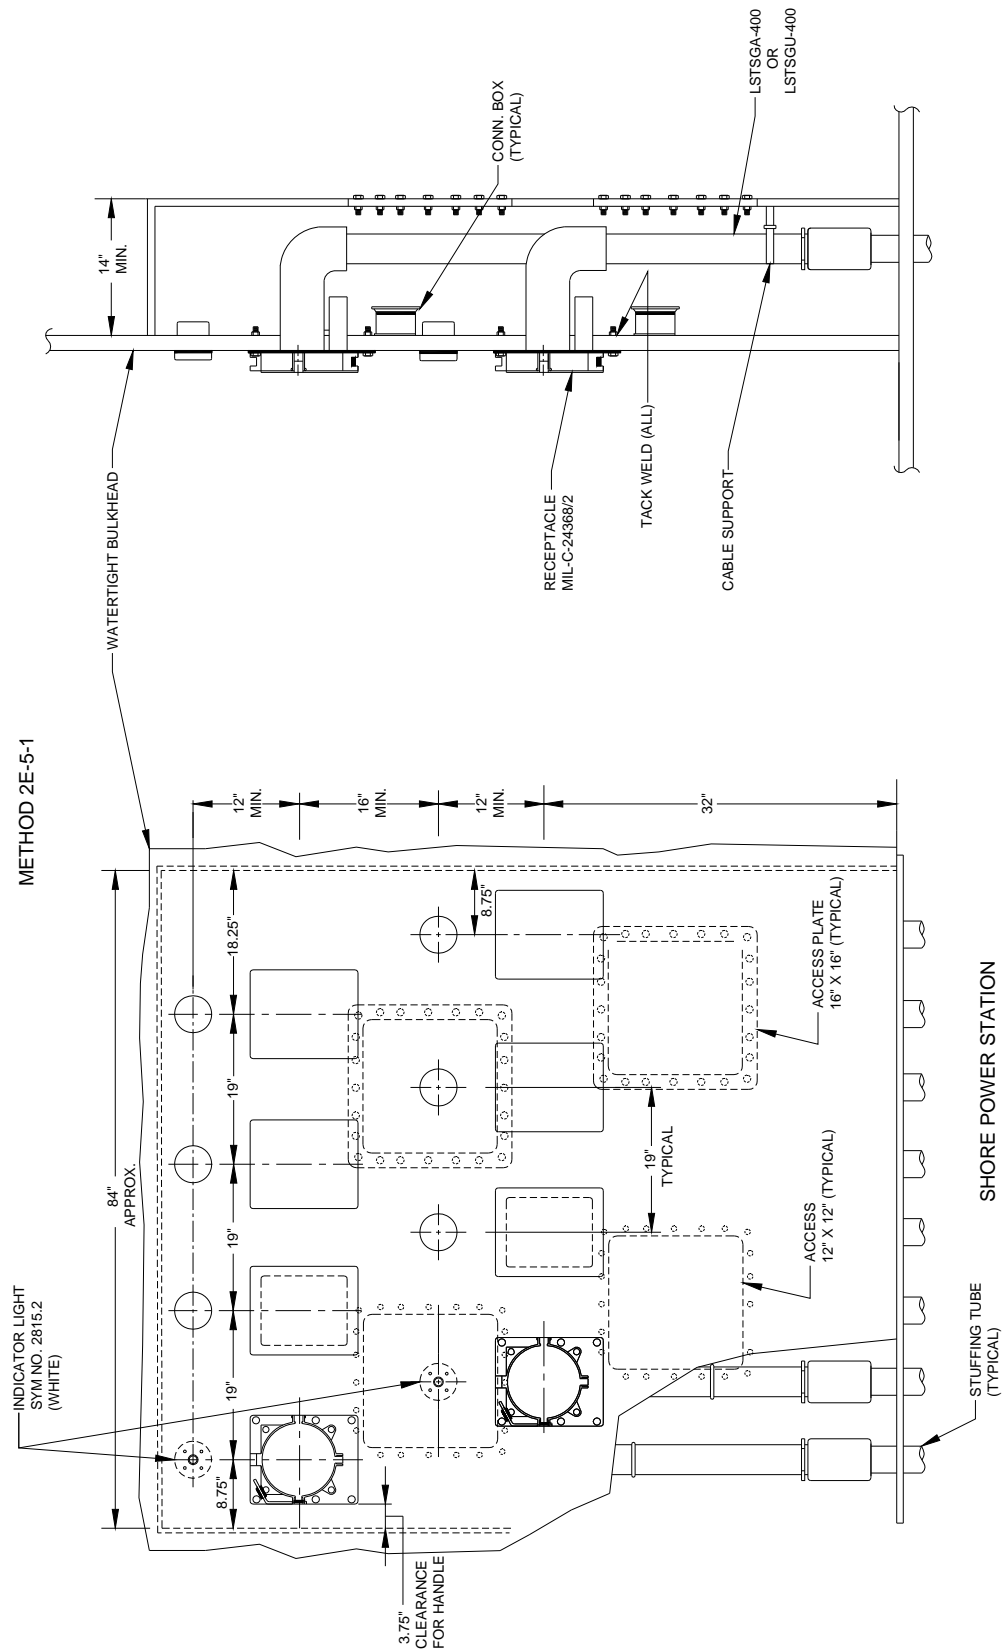 METHOD 2E-5-1
WATERTIGHT BULKHEAD
14"
MIN.
CONN. BOX
(TYPICAL)
LSTSGA-400
OR
LSTSGU-400
RECEPTACLE
MIL-C-24368/2
TACK WELD (ALL)
CABLE SUPPORT
INDICATOR LIGHT
SYM NO. 2815.2
(WHITE)
84"
APPROX.
8.75"
19"
19"
19"
18.25"
12"
MIN.
16"
MIN.
12"
MIN.
32"
3.75"
CLEARANCE
FOR HANDLE
8.75"
19"
TYPICAL
ACCESS
12" X 12" (TYPICAL)
ACCESS PLATE
16" X 16" (TYPICAL)
STUFFING TUBE
(TYPICAL)
SHORE POWER STATION